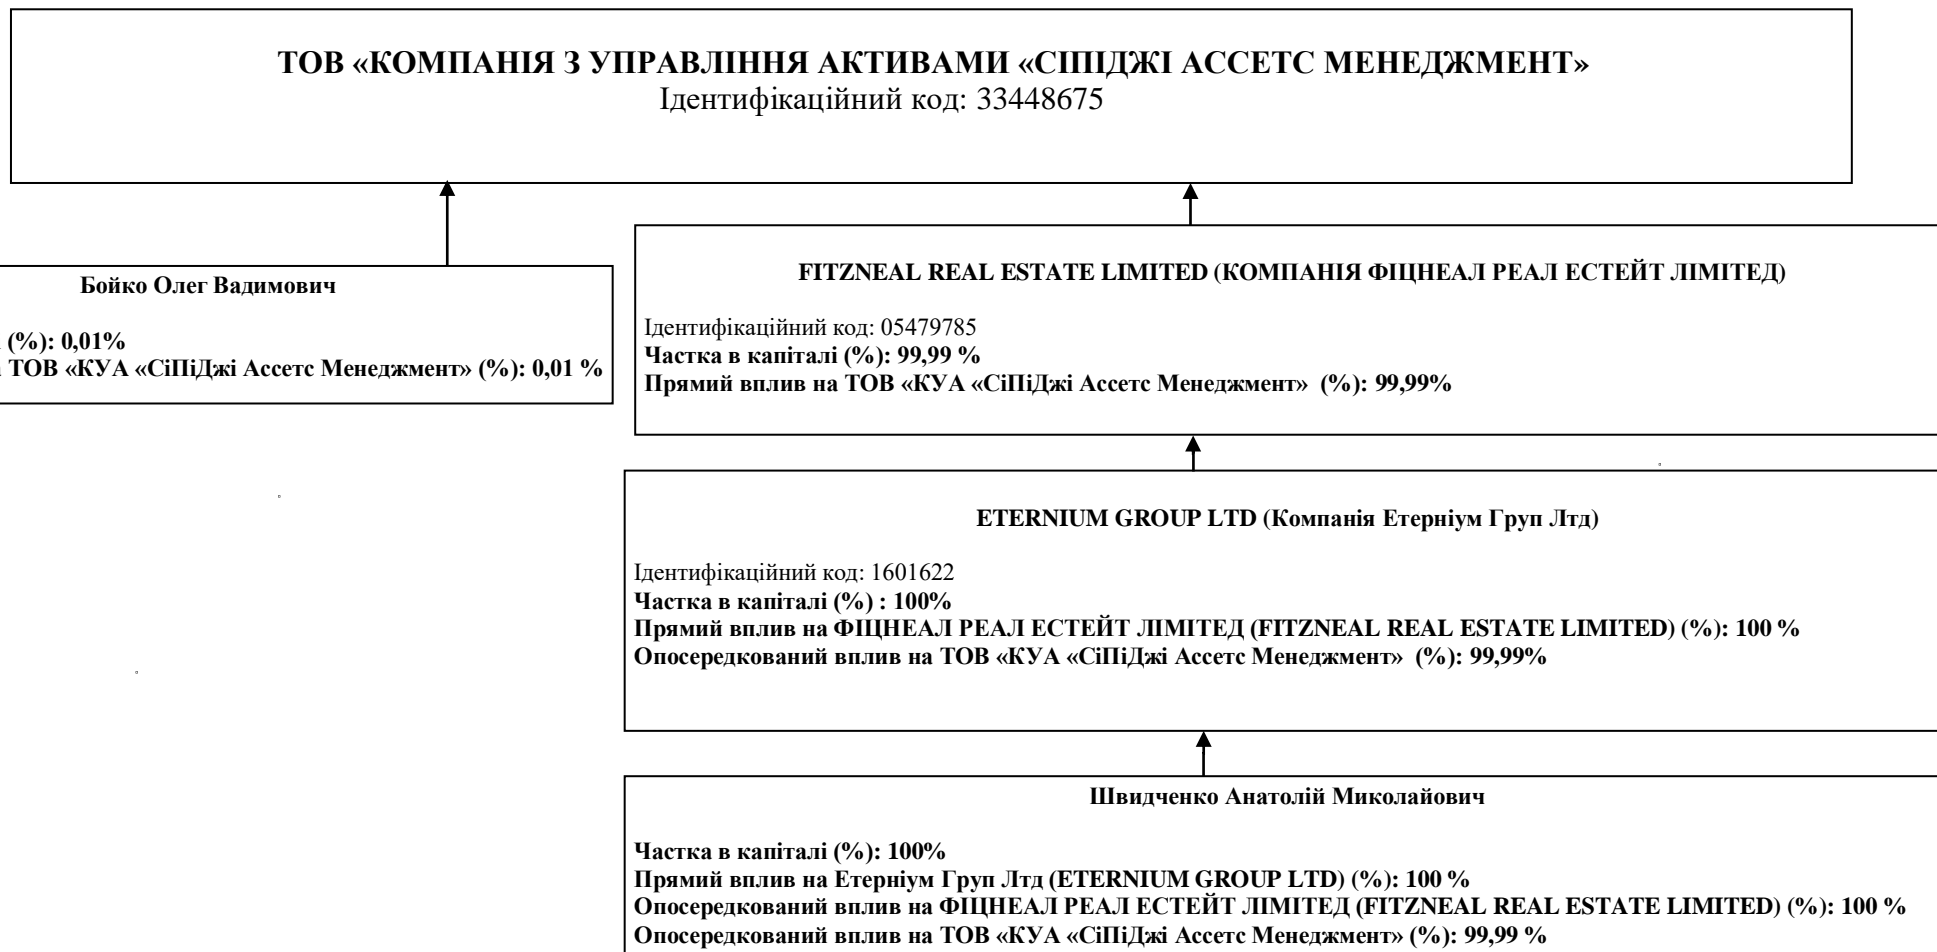 ТОВ «КОМПАНІЯ З УПРАВЛІННЯ АКТИВАМИ «СІПІДЖІ АССЕТС МЕНЕДЖМЕНТ»
Ідентифікаційний код: 33448675
Бойко Олег Вадимович
(%): 0,01%
ТОВ «КУА «СіПіДжі Ассетс Менеджмент» (%): 0,01 %
FITZNEAL REAL ESTATE LIMITED (КОМПАНІЯ ФІЦНЕАЛ РЕАЛ ЕСТЕЙТ ЛІМІТЕД)
Ідентифікаційний код: 05479785
Частка в капіталі (%): 99,99 %
Прямий вплив на ТОВ «КУА «СіПіДжі Ассетс Менеджмент» (%): 99,99%
ETERNIUM GROUP LTD (Компанія Етерніум Груп Лтд)
Ідентифікаційний код: 1601622
Частка в капіталі (%) : 100%
Прямий вплив на ФІЦНЕАЛ РЕАЛ ЕСТЕЙТ ЛІМІТЕД (FITZNEAL REAL ESTATE LIMITED) (%): 100 %
Опосередкований вплив на ТОВ «КУА «СіПіДжі Ассетс Менеджмент» (%): 99,99%
Швидченко Анатолій Миколайович
Частка в капіталі (%): 100%
Прямий вплив на Етерніум Груп Лтд (ETERNIUM GROUP LTD) (%): 100 %
Опосередкований вплив на ФІЦНЕАЛ РЕАЛ ЕСТЕЙТ ЛІМІТЕД (FITZNEAL REAL ESTATE LIMITED) (%): 100 %
Опосередкований вплив на ТОВ «КУА «СіПіДжі Ассетс Менеджмент» (%): 99,99 %